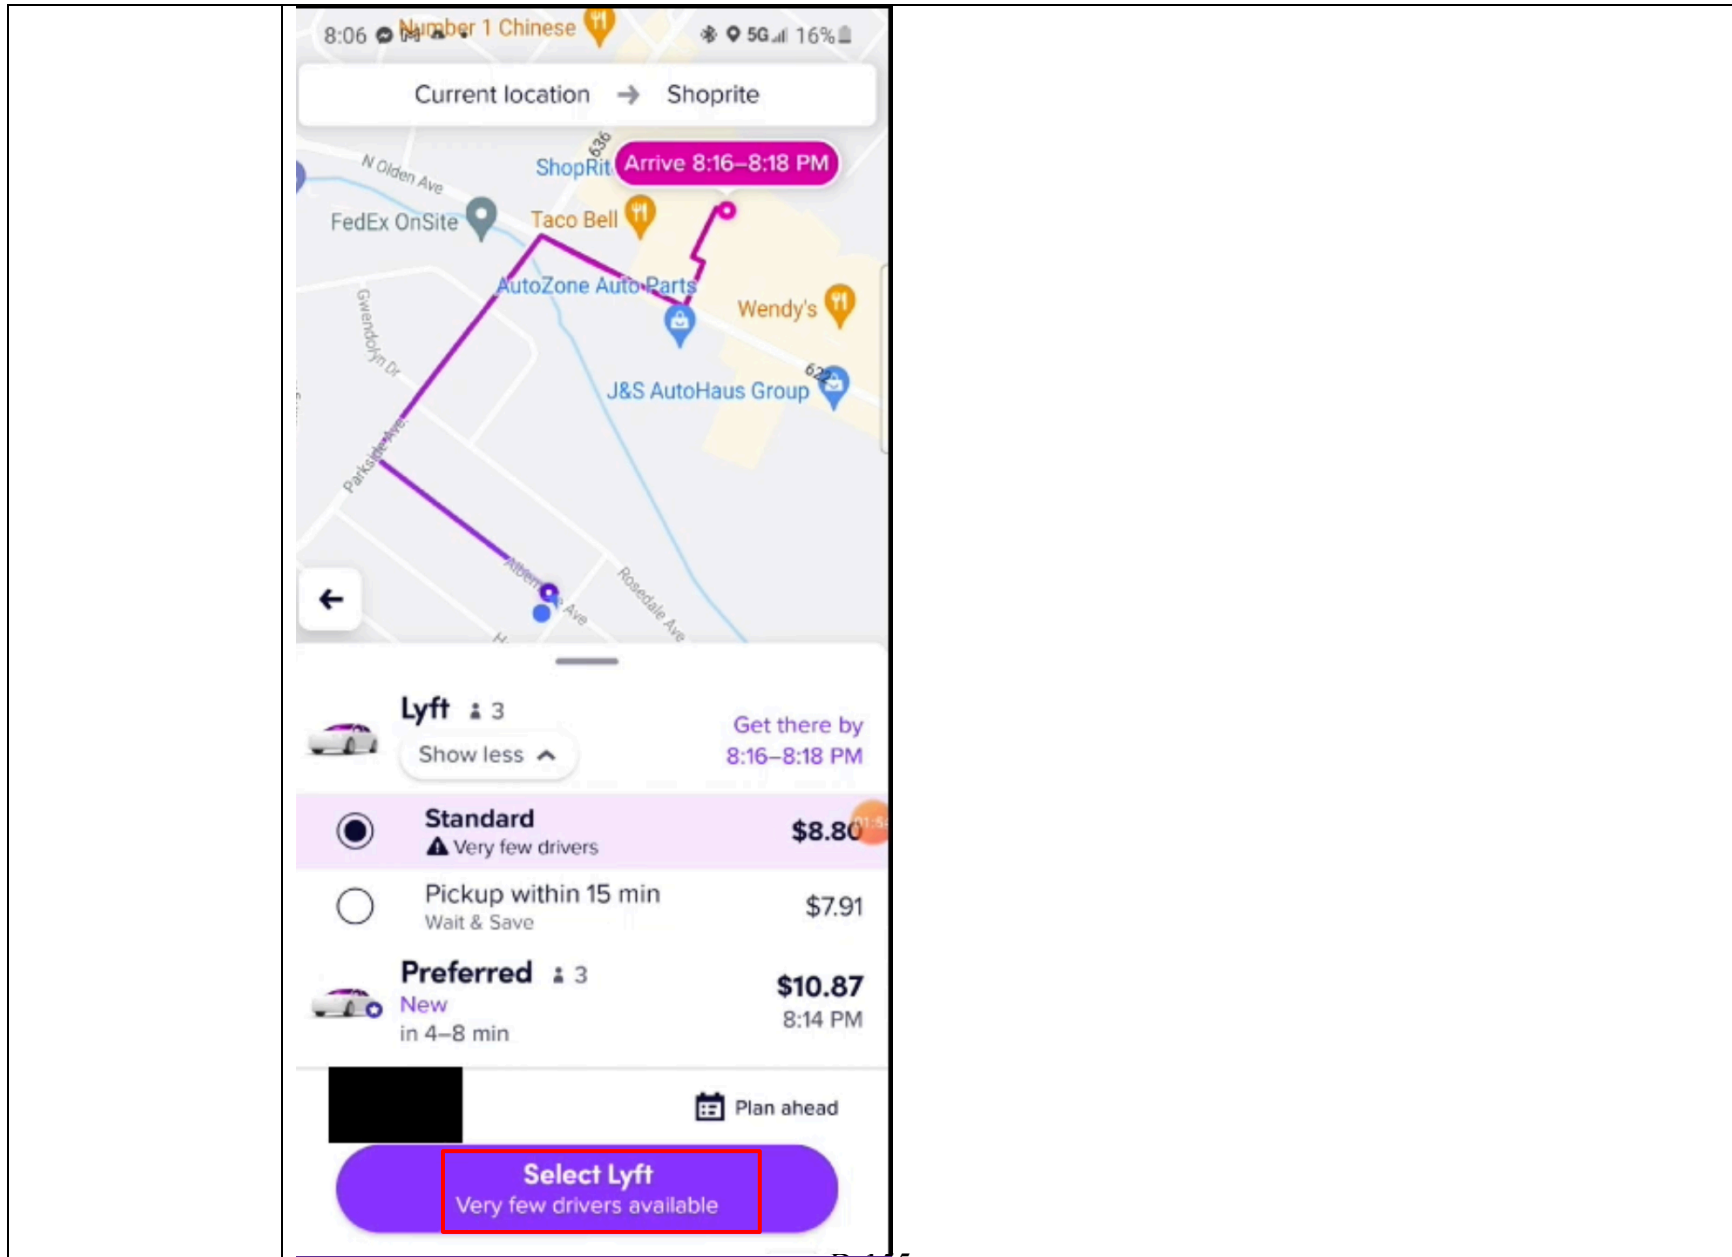 8:06
Number 1 Chinese
5G
16%
Current location → Shoprite
636
N Olden Ave
ShopRit
Arrive 8:16–8:18 PM
FedEx OnSite
Taco Bell
AutoZone Auto Parts
Gwendolyn Dr
Wendy's
622
J&S AutoHaus Group
Parkside Ave
Ave
Rosedale Ave
Lyft 3
Show less
Get there by
8:16–8:18 PM
Standard
Very few drivers
$8.80
Pickup within 15 min
Wait & Save
$7.91
Preferred 3
New
in 4–8 min
$10.87
8:14 PM
Plan ahead
Select Lyft
Very few drivers available